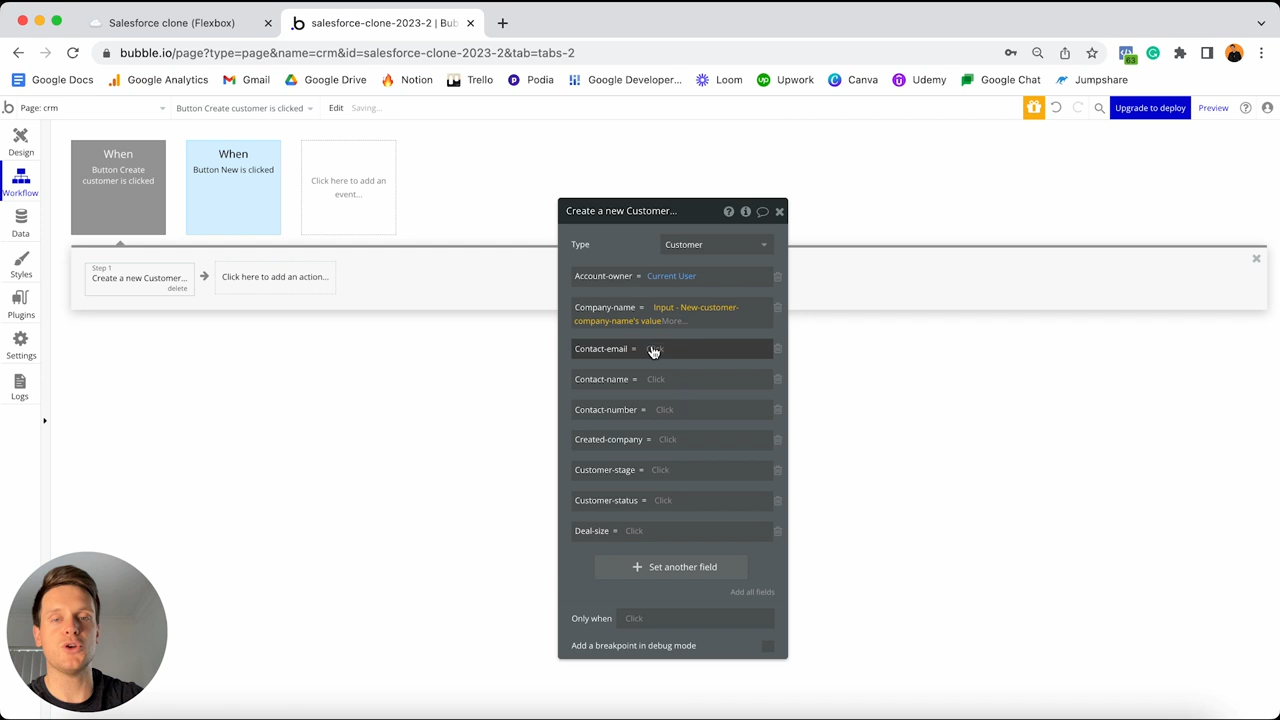 Salesforce clone (Flexbox)
salesforce-clone-2023-2 | Bub
bubble.io/page?type=page&name=crm&id=salesforce-clone-2023-2&tab=tabs-2
63
Google Docs
Google Analytics
Gmail
Google Drive
Notion
Trello
Podia
Google Developer...
Loom
Upwork
Canva
Udemy
Google Chat
Jumpshare
Page: crm
Button Create customer is clicked
Edit
Saving...
Upgrade to deploy
Preview
Design
Workflow
Data
Styles
Plugins
Settings
Logs
When
Button Create
customer is clicked
When
Button New is clicked
Click here to add an
event...
Step 1
Create a new Customer...
delete
Click here to add an action...
Create a new Customer...
Type
Customer
Account-owner = Current User
Company-name = Input - New-customer-
company-name's valueMore...
Contact-email = Click
Contact-name = Click
Contact-number = Click
Created-company = Click
Customer-stage = Click
Customer-status = Click
Deal-size = Click
Set another field
Add all fields
Only when Click
Add a breakpoint in debug mode